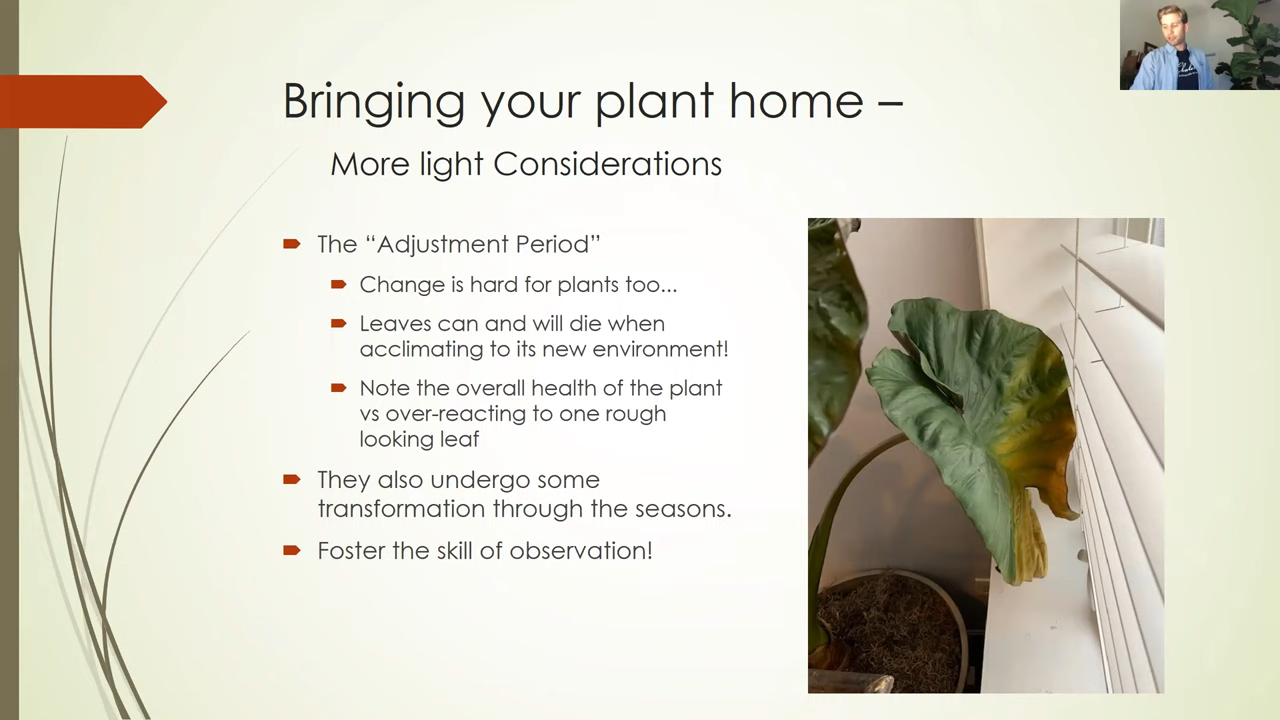 Bringing your plant home –
More light Considerations
The “Adjustment Period”
Change is hard for plants too...
Leaves can and will die when
acclimating to its new environment!
Note the overall health of the plant
vs over-reacting to one rough
looking leaf
They also undergo some
transformation through the seasons.
Foster the skill of observation!